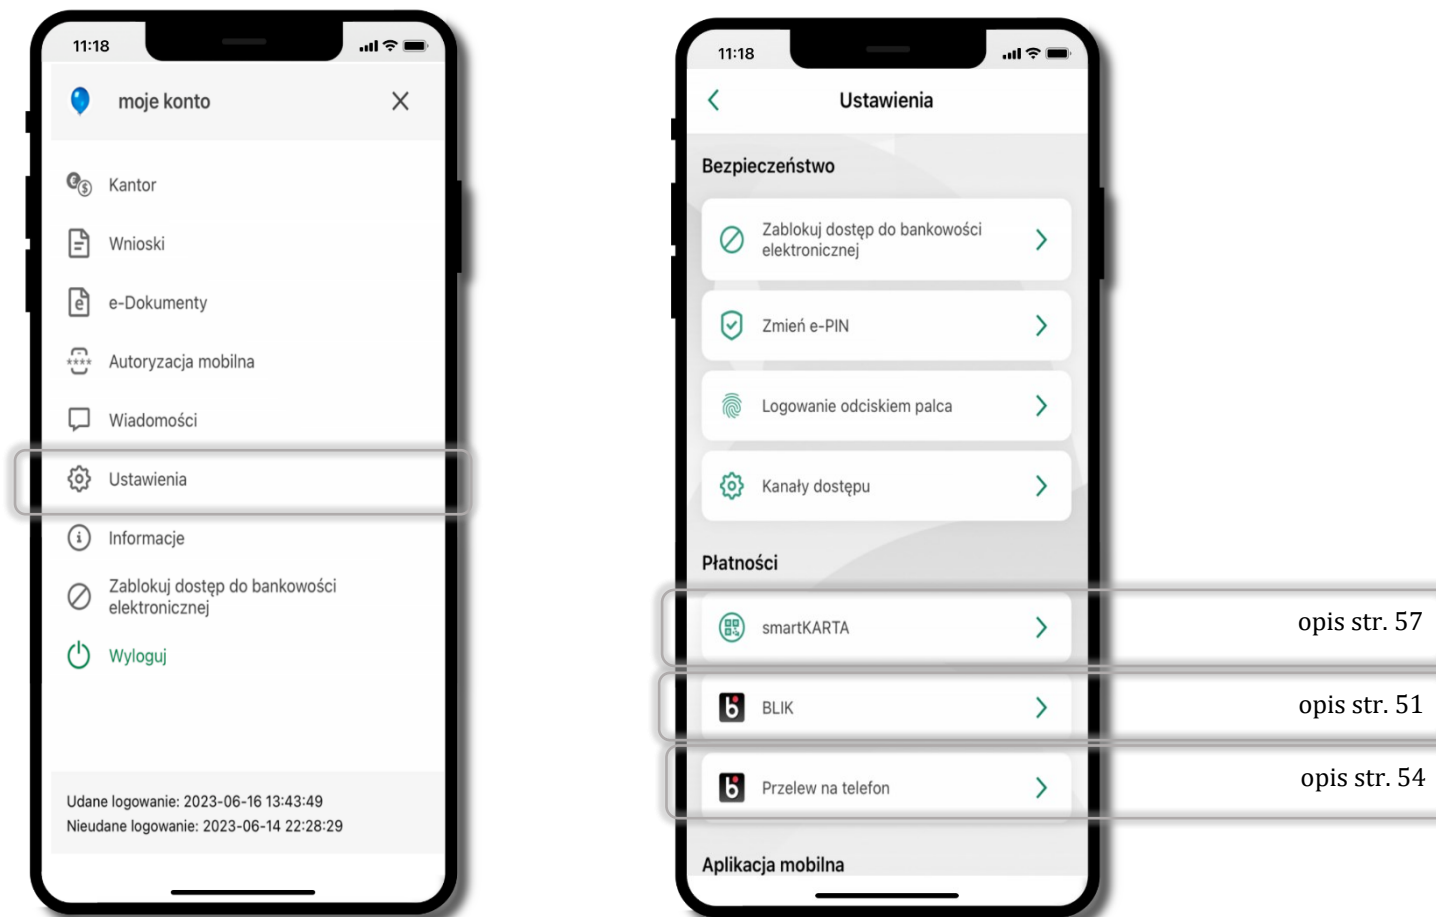 11:18
moje konto
Kantor
Wnioski
e-Dokumenty
Autoryzacja mobilna
Wiadomości
Ustawienia
Informacje
Zablokuj dostęp do bankowości
elektronicznej
Wyloguj
Udane logowanie: 2023-06-16 13:43:49
Nieudane logowanie: 2023-06-14 22:28:29
11:18
Ustawienia
Bezpieczeństwo
Zablokuj dostęp do bankowości
elektronicznej
Zmień e-PIN
Logowanie odciskiem palca
Kanały dostępu
Płatności
smartKARTA
opis str. 57
BLIK
opis str. 51
Przelew na telefon
opis str. 54
Aplikacja mobilna